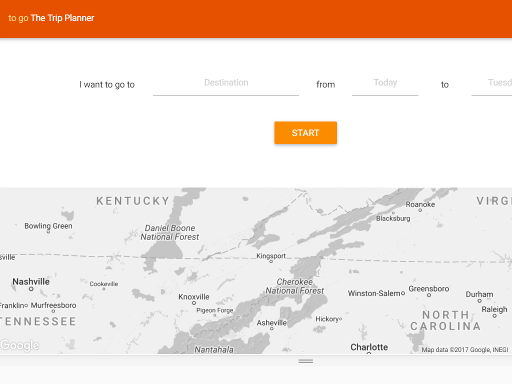 to go The Trip Planner
I want to go to Destination from Today to Tuesd
START
KENTUCKY
VIRG
Roanoke
Blacksburg
Bowling Green
Daniel Boone
National Forest
sville
Kingsport
Nashville
Cookeville
Cherokee
National Forest
Knoxville
Winston-Salem
Greensboro
Durham
Franklin
Murfreesboro
Pigeon Forge
Raleigh
TENNESSEE
Asheville
Hickory
NORTH
CAROLINA
Google
Nantahala
Charlotte
Map data ©2017 Google, INEGI